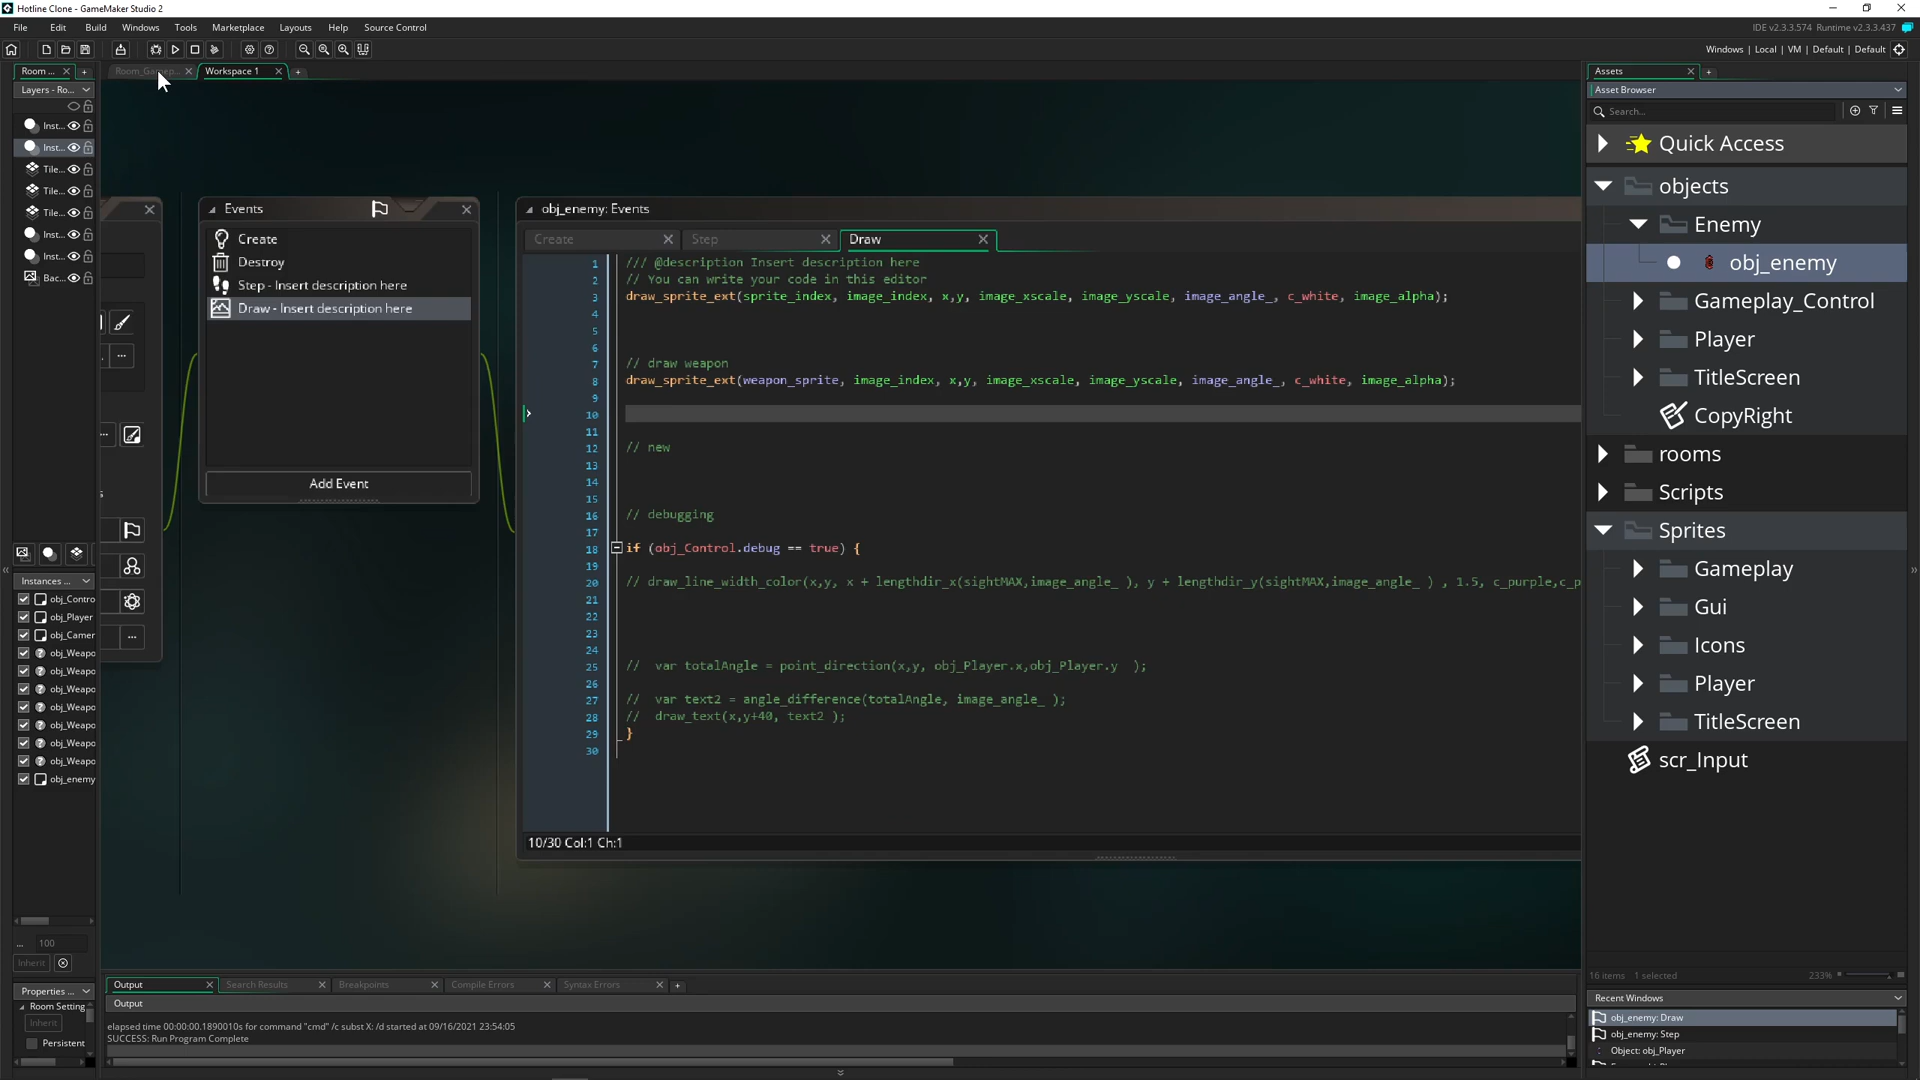 Hotline Clone - GameMaker Studio 2
File Edit Build Windows Tools Marketplace Layouts Source Control
IDE v2.3.3.574 Runtime v2.3.3.437
Windows | Local | VM | Default | Default
Room ...
Room_Gamep...
Workspace 1
Layers - Ro...
Inst...
Inst...
Tile...
Tile...
Tile...
Inst...
Inst...
Bac...
Instances ...
obj_Contro
obj_Player
obj_Camer
obj_Weapo
obj_Weapo
obj_Weapo
obj_Weapo
obj_Weapo
obj_Weapo
obj_Weapo
obj_enemy
... 100
Inherit
Properties ...
Room Setting
Inherit
Persistent
Events
Create
Destroy
Step - Insert description here
Draw - Insert description here
Add Event
obj_enemy: Events
Create
Step
Draw
1 /// @description Insert description here
2 // You can write your code in this editor
3 draw_sprite_ext(sprite_index, image_index, x,y, image_xscale, image_yscale, image_angle_, c_white, image_alpha);
4
5
6
7 // draw weapon
8 draw_sprite_ext(weapon_sprite, image_index, x,y, image_xscale, image_yscale, image_angle_, c_white, image_alpha);
9
10
11
12 // new
13
14
15
16 // debugging
17
18 if (obj_Control.debug == true) {
19
20 // draw_line_width_color(x,y, x + lengthdir_x(sightMAX,image_angle_ ), y + lengthdir_y(sightMAX,image_angle_ ) , 1.5, c_purple,c_p
21
22
23
24
25 // var totalAngle = point_direction(x,y, obj_Player.x,obj_Player.y );
26
27 // var text2 = angle_difference(totalAngle, image_angle_ );
28 // draw_text(x,y+40, text2 );
29 }
30
10/30 Col:1 Ch:1
Output
Search Results
Breakpoints
Compile Errors
Syntax Errors
Output
elapsed time 00:00:00.1890010s for command "cmd" /c subst X: /d started at 09/16/2021 23:54:05
SUCCESS: Run Program Complete
Assets
Asset Browser
Search...
Quick Access
objects
Enemy
obj_enemy
Gameplay_Control
Player
TitleScreen
CopyRight
rooms
Scripts
Sprites
Gameplay
Gui
Icons
Player
TitleScreen
scr_Input
16 items 1 selected
233%
Recent Windows
obj_enemy: Draw
obj_enemy: Step
Object: obj_Player